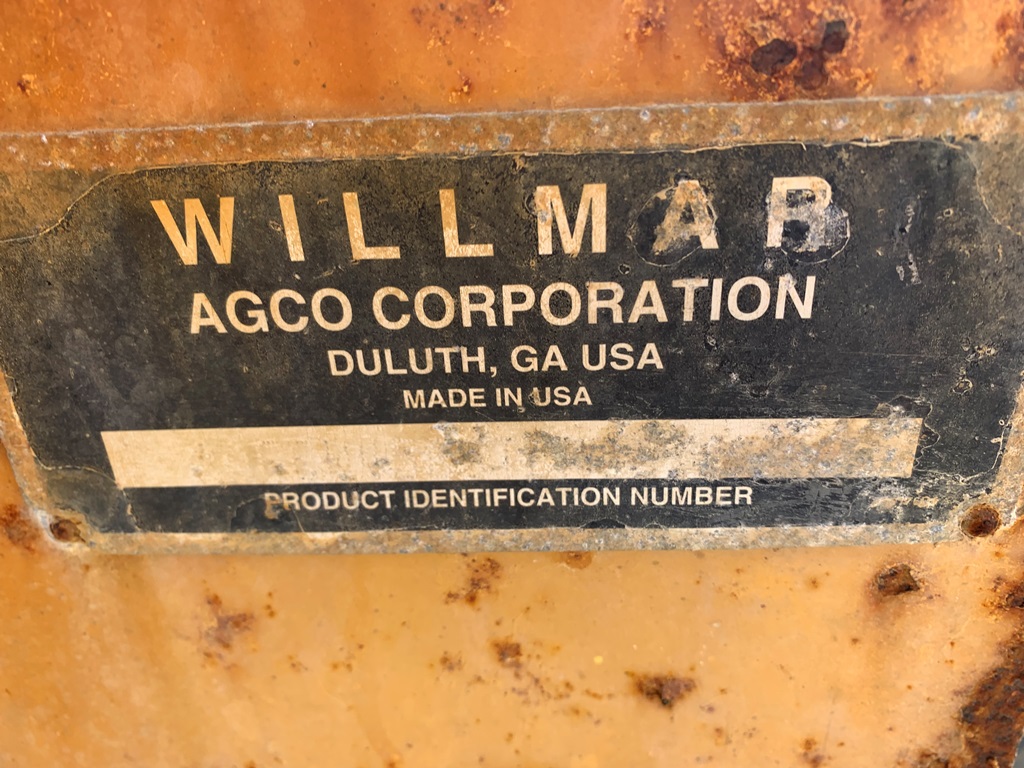 WILLMAR
AGCO CORPORATION
DULUTH, GA USA
MADE IN USA
PRODUCT IDENTIFICATION NUMBER